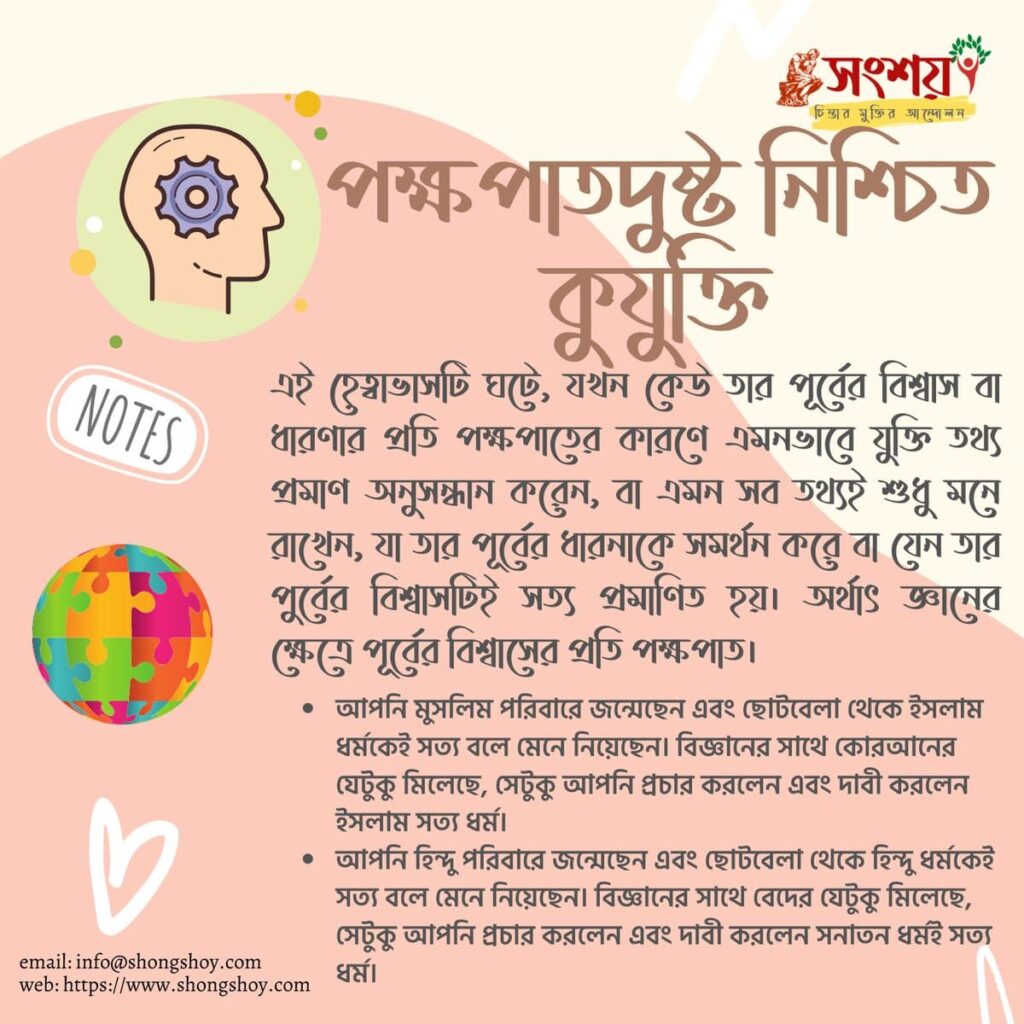 সংশয়
চিন্তার মুক্তির আন্দোলন
পক্ষপাতদুষ্ট নিশ্চিত
কুযুক্তি
NOTES
এই হেত্বাভাসটি ঘটে, যখন কেউ তার পূর্বের বিশ্বাস বা
ধারণার প্রতি পক্ষপাতের কারণে এমনভাবে যুক্তি তথ্য
প্রমাণ অনুসন্ধান করেন, বা এমন সব তথ্যই শুধু মনে
রাখেন, যা তার পূর্বের ধারনাকে সমর্থন করে বা যেন তার
পুর্বের বিশ্বাসটিই সত্য প্রমাণিত হয়। অর্থাৎ জ্ঞানের
ক্ষেত্রে পূর্বের বিশ্বাসের প্রতি পক্ষপাত।
• আপনি মুসলিম পরিবারে জন্মেছেন এবং ছোটবেলা থেকে ইসলাম
ধর্মকেই সত্য বলে মেনে নিয়েছেন। বিজ্ঞানের সাথে কোরআনের
যেটুকু মিলেছে, সেটুকু আপনি প্রচার করলেন এবং দাবী করলেন
ইসলাম সত্য ধর্ম।
• আপনি হিন্দু পরিবারে জন্মেছেন এবং ছোটবেলা থেকে হিন্দু ধর্মকেই
সত্য বলে মেনে নিয়েছেন। বিজ্ঞানের সাথে বেদের যেটুকু মিলেছে,
সেটুকু আপনি প্রচার করলেন এবং দাবী করলেন সনাতন ধর্মই সত্য
ধর্ম।
email: info@shongshoy.com
web: https://www.shongshoy.com